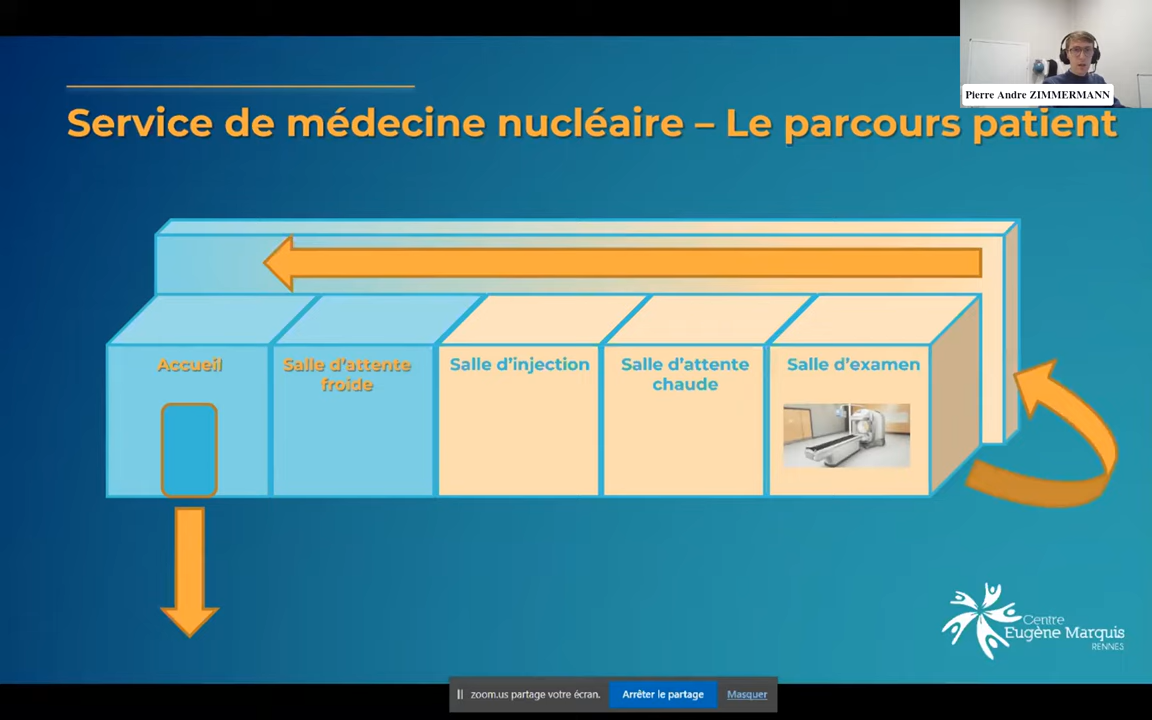 Pierre Andre ZIMMERMANN
Service de médecine nucléaire – Le parcours patient
Accueil
Salle d'attente
froide
Salle d'injection
Salle d'attente
chaude
Salle d'examen
Centre
Eugène Marquis
RENNES
zoom.us partage votre écran.
Arrêter le partage
Masquer